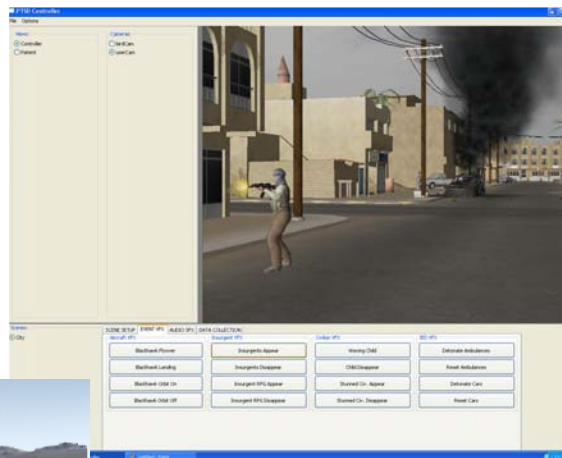 PTSD Controller
File Options
Views
Controller
Patient
Cameras
birdCam
userCam
Scenes
City
SCENE SETUP EVENT VFX AUDIO SFX DATA COLLECTION
Aircraft VFX
Blackhawk Flyover
Blackhawk Landing
Blackhawk Orbit On
Blackhawk Orbit Off
Insurgent VFX
Insurgents Appear
Insurgents Disappear
Insurgent RPG Appear
Insurgent RPG Disappear
Civilian VFX
Waving Child
Child Disappear
Stunned Civ. Appear
Stunned Civ. Disappear
IED VFX
Detonate Ambulances
Reset Ambulances
Detonate Cars
Reset Cars